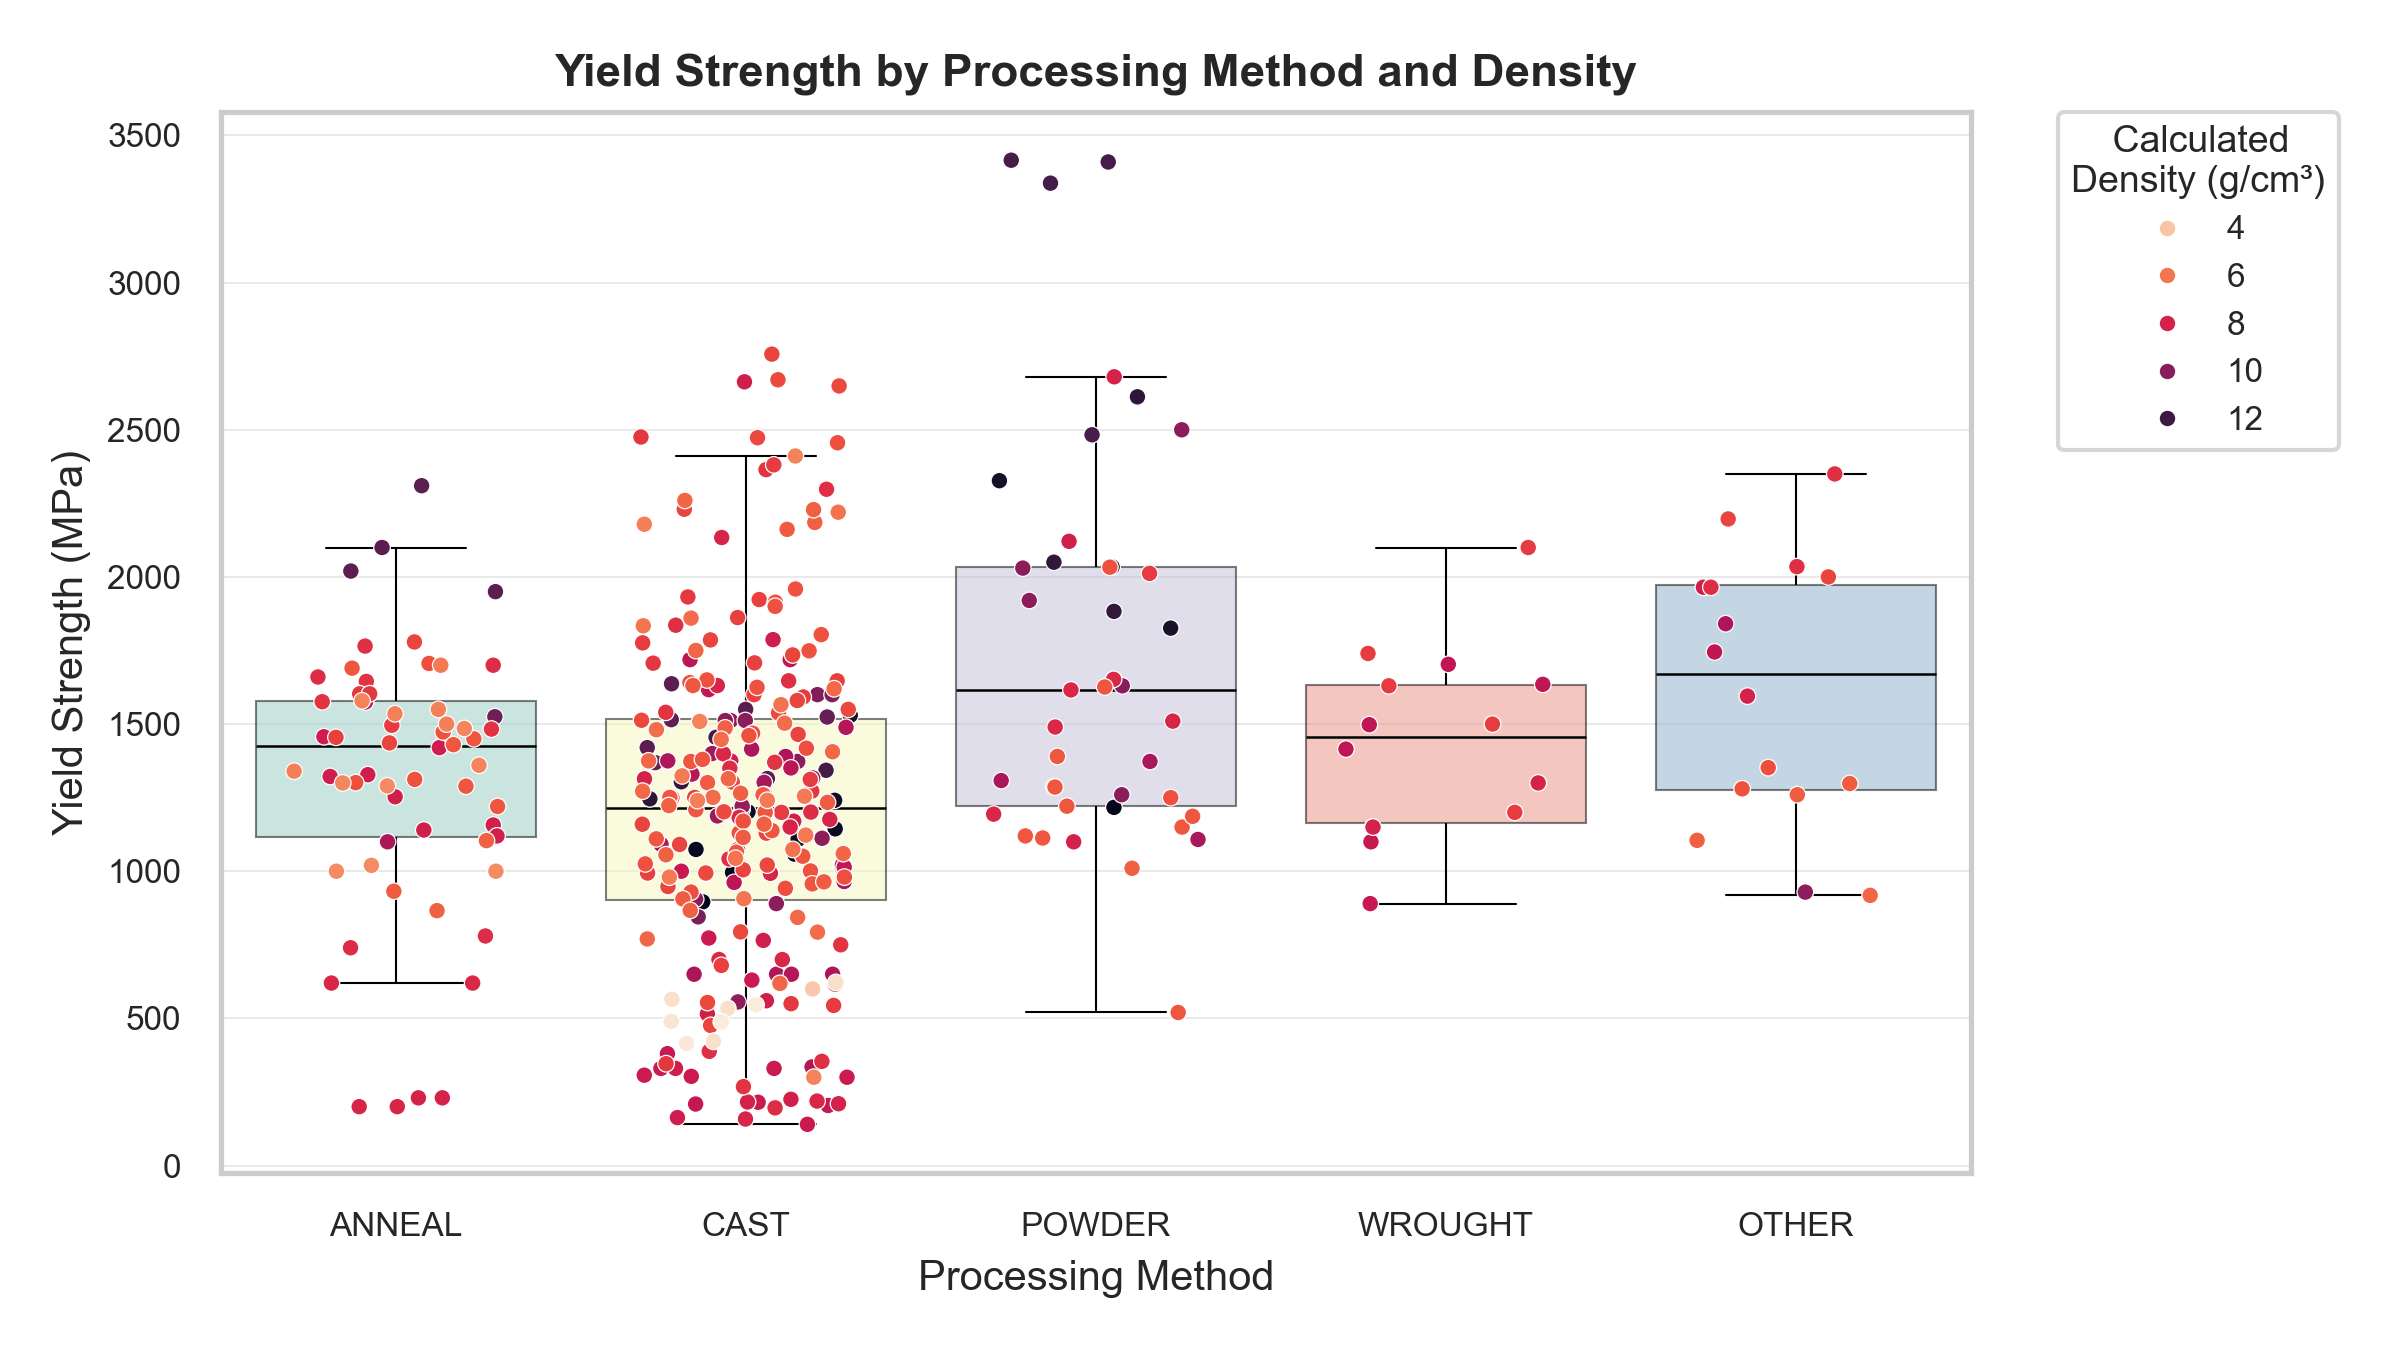 Yield Strength by Processing Method and Density
3500
3000
2500
2000
1500
1000
500
0
Yield Strength (MPa)
ANNEAL
CAST
POWDER
WROUGHT
OTHER
Processing Method
Calculated
Density (g/cm³)
4
6
8
10
12